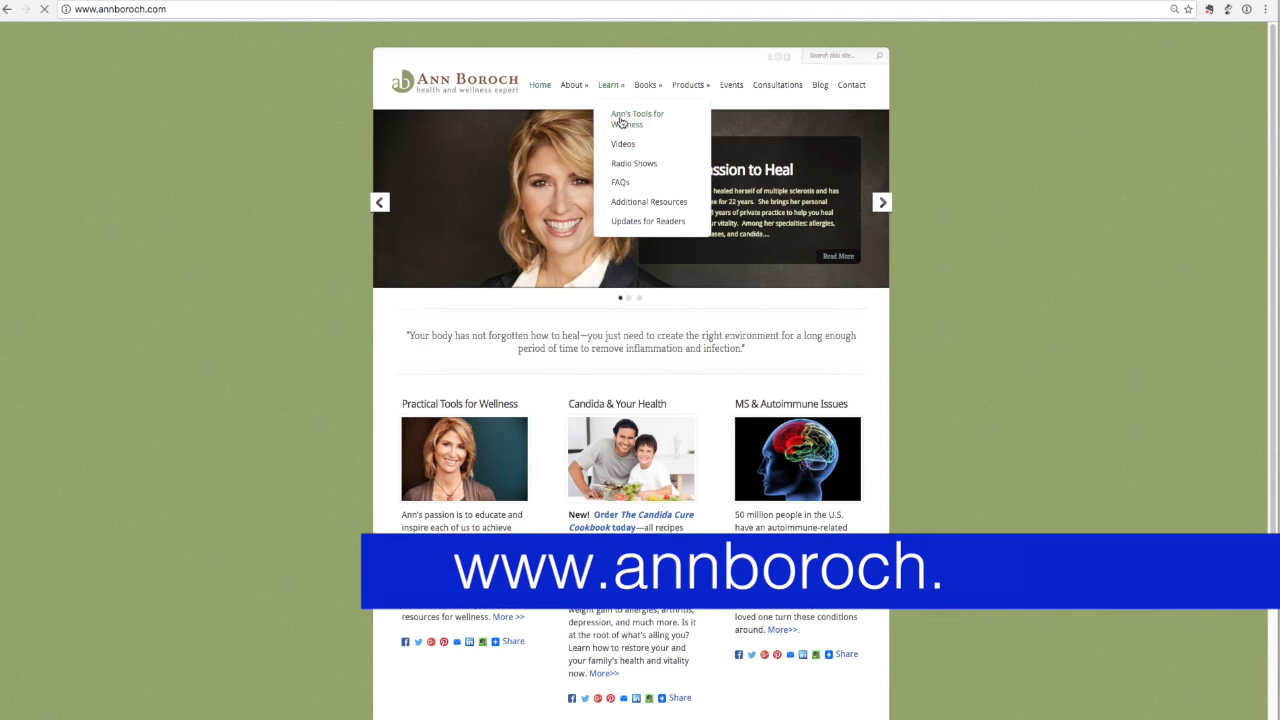 www.annboroch.com
Search this site...
ab ANN BOROCH
health and wellness expert
Home About » Learn » Books » Products » Events Consultations Blog Contact
Ann's Tools for
Videos
Radio Shows
FAQs
Additional Resources
Updates for Readers
ssion to Heal
healed herself of multiple sclerosis and has
e for 22 years. She brings her personal
8 years of private practice to help you heal
ur vitality. Among her specialties: allergies,
ases, and candida....
Read More
"Your body has not forgotten how to heal—you just need to create the right environment for a long enough
period of time to remove inflammation and infection."
Practical Tools for Wellness
Ann's passion is to educate and
inspire each of us to achieve
resources for wellness. More >>
Share
Candida & Your Health
New! Order The Candida Cure
Cookbook today—all recipes
weight gain to allergies, arthritis,
depression, and much more. Is it
at the root of what's ailing you?
Learn how to restore your and
your family's health and vitality
now. More>>
Share
MS & Autoimmune Issues
50 million people in the U.S.
have an autoimmune-related
loved one turn these conditions
around. More>>.
Share
www.annboroch.